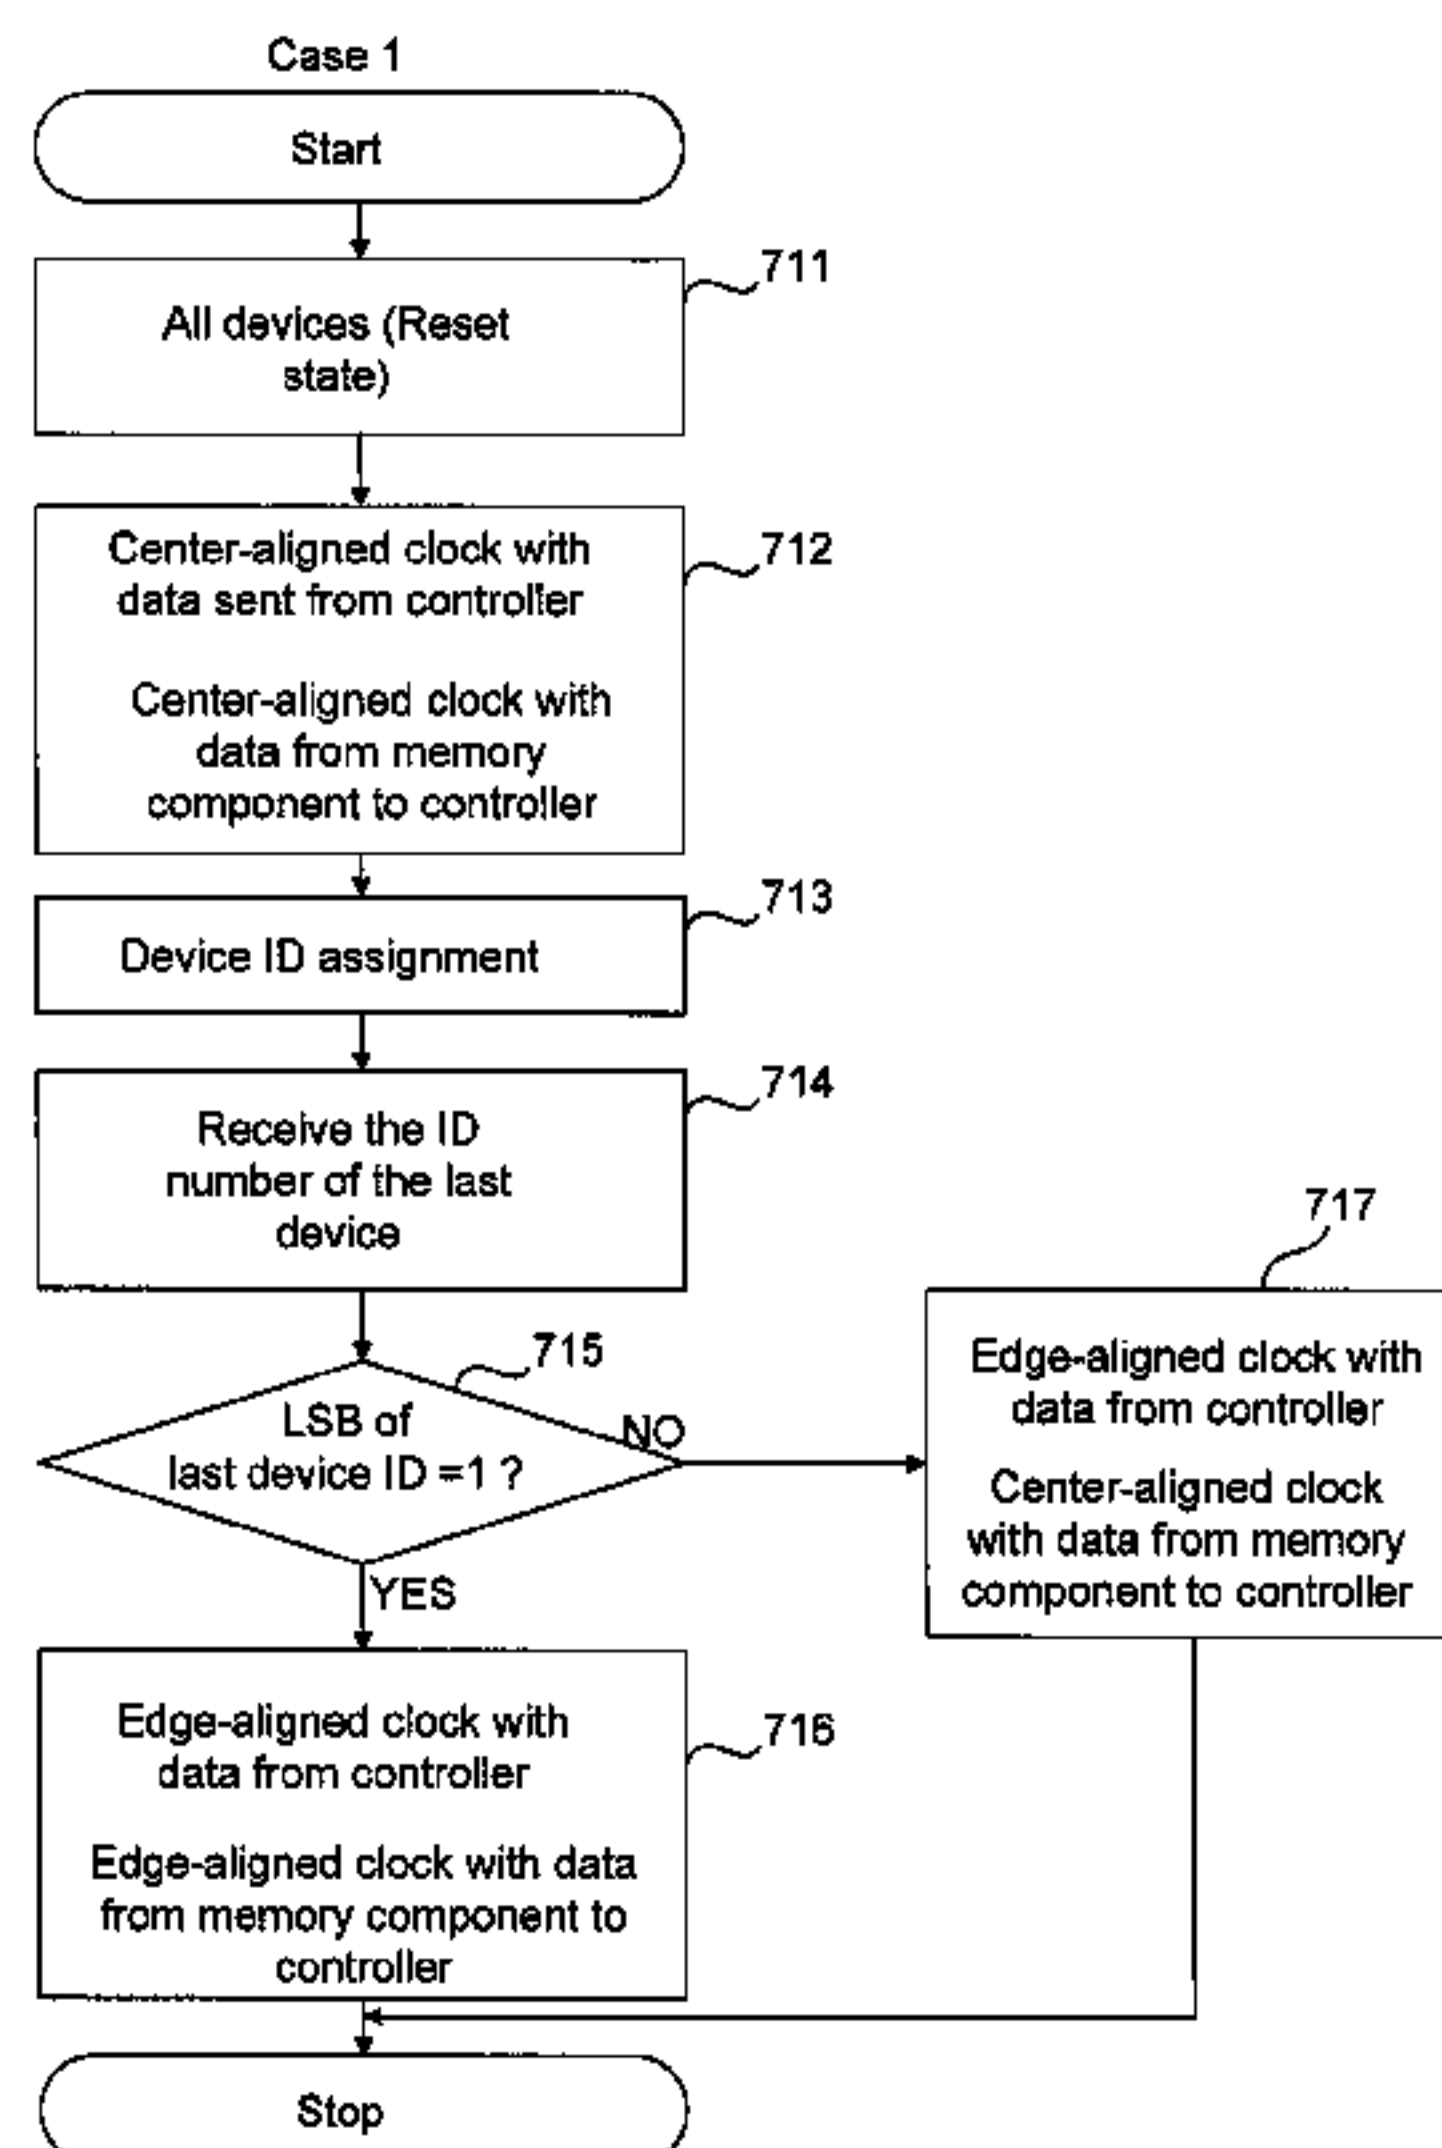 Case 1
Start
711
All devices (Reset
state)
712
Center-aligned clock with
data sent from controller
Center-aligned clock with
data from memory
component to controller
713
Device ID assignment
714
Receive the ID
number of the last
device
715
LSB of
last device ID =1 ?
NO
YES
717
Edge-aligned clock with
data from controller
Center-aligned clock
with data from memory
component to controller
716
Edge-aligned clock with
data from controller
Edge-aligned clock with data
from memory component to
controller
Stop